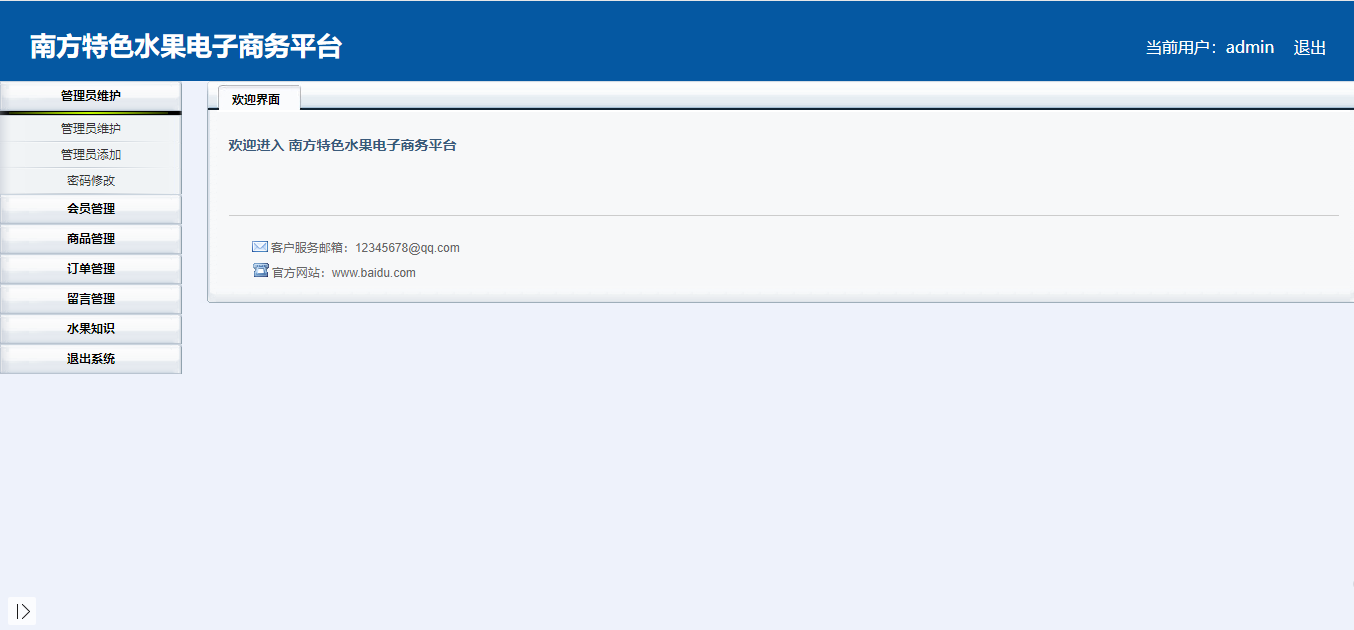 南方特色水果电子商务平台
当前用户：admin 退出
管理员维护
管理员维护
管理员添加
密码修改
会员管理
商品管理
订单管理
留言管理
水果知识
退出系统
欢迎界面
欢迎进入 南方特色水果电子商务平台
客户服务邮箱：12345678@qq.com
官方网站：www.baidu.com